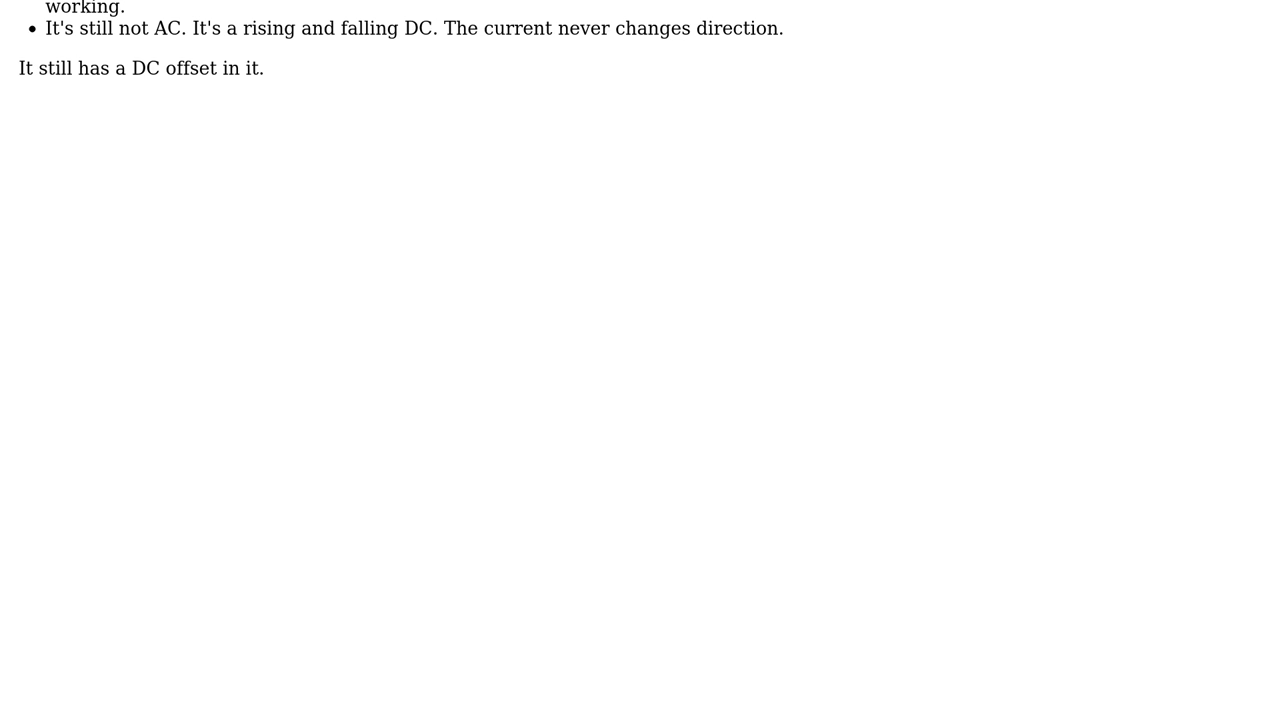 working.
It's still not AC. It's a rising and falling DC. The current never changes direction.
It still has a DC offset in it.